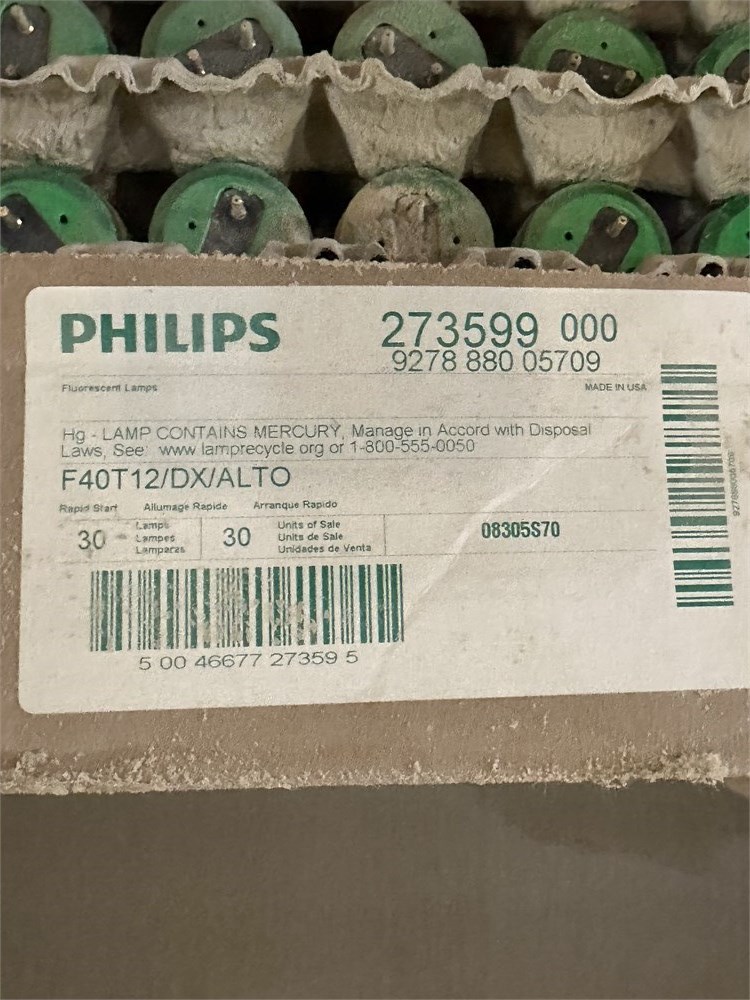 PHILIPS
273599 000
9278 880 05709
Fluorescent Lamps
MADE IN USA
Hg - LAMP CONTAINS MERCURY, Manage in Accord with Disposal
Laws, See: www.lamprecycle.org or 1-800-555-0050
F40T12/DX/ALTO
Rapid Start Allumage Rapide Arranque Rapido
30
Lamps
Lampes
Lamparas
30
Units of Sale
Units de Sale
Unidades de Venta
08305S70
5 00 46677 27359 5
927888005709